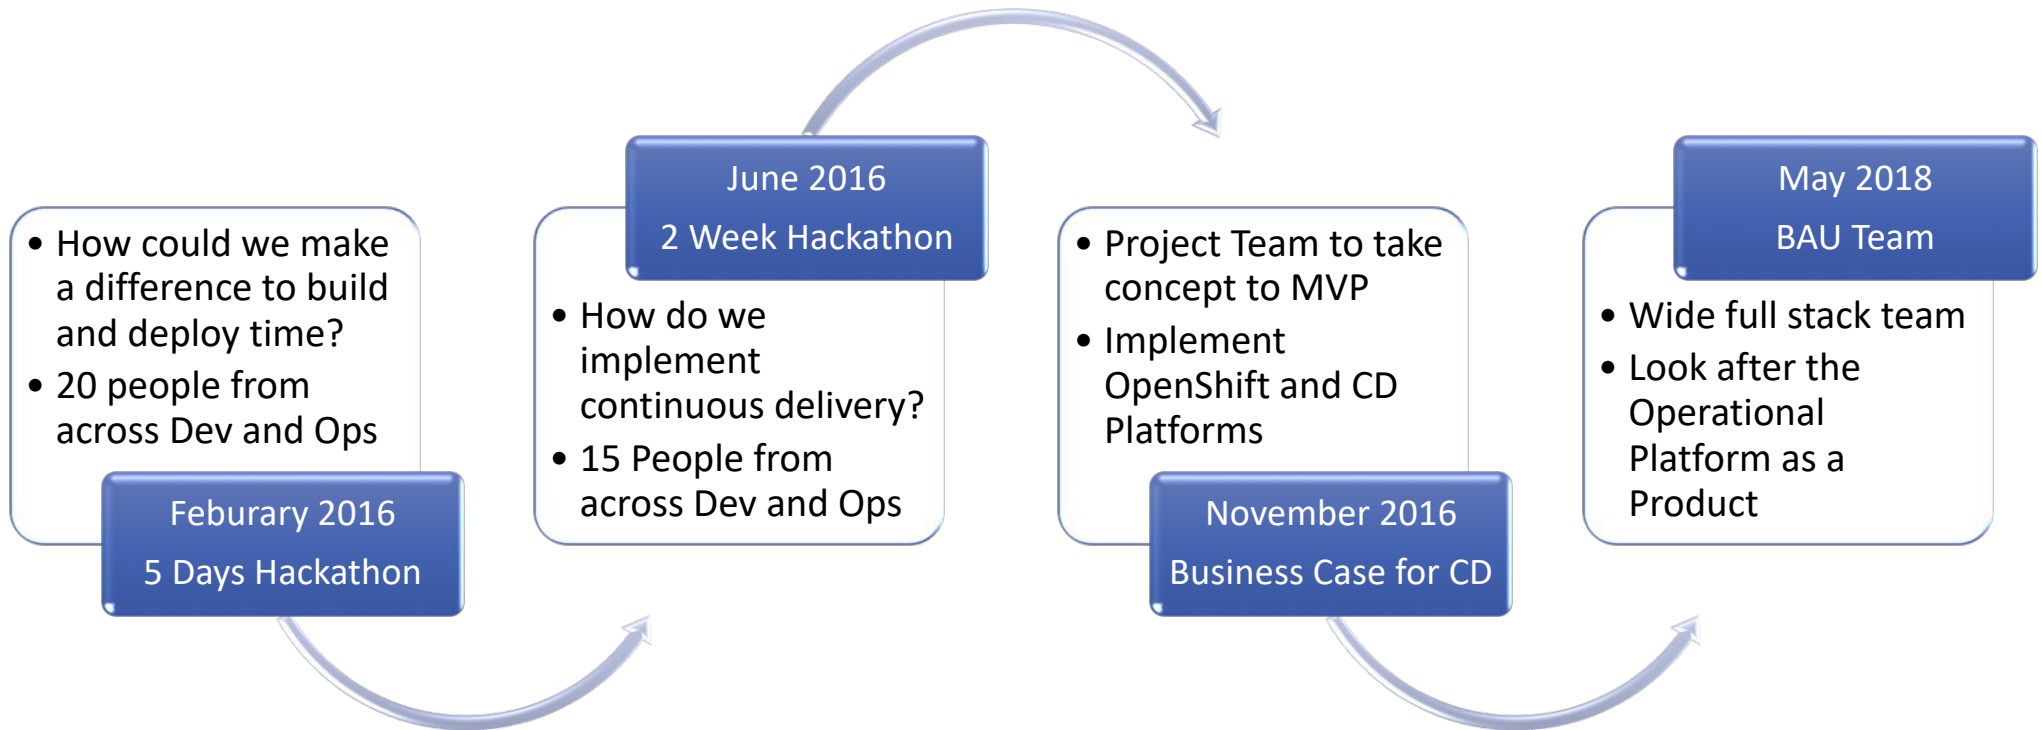 • How could we make
a difference to build
and deploy time?
• 20 people from
across Dev and Ops
Feburary 2016
5 Days Hackathon
June 2016
2 Week Hackathon
• How do we
implement
continuous delivery?
• 15 People from
across Dev and Ops
• Project Team to take
concept to MVP
• Implement
OpenShift and CD
Platforms
November 2016
Business Case for CD
May 2018
BAU Team
• Wide full stack team
• Look after the
Operational
Platform as a
Product